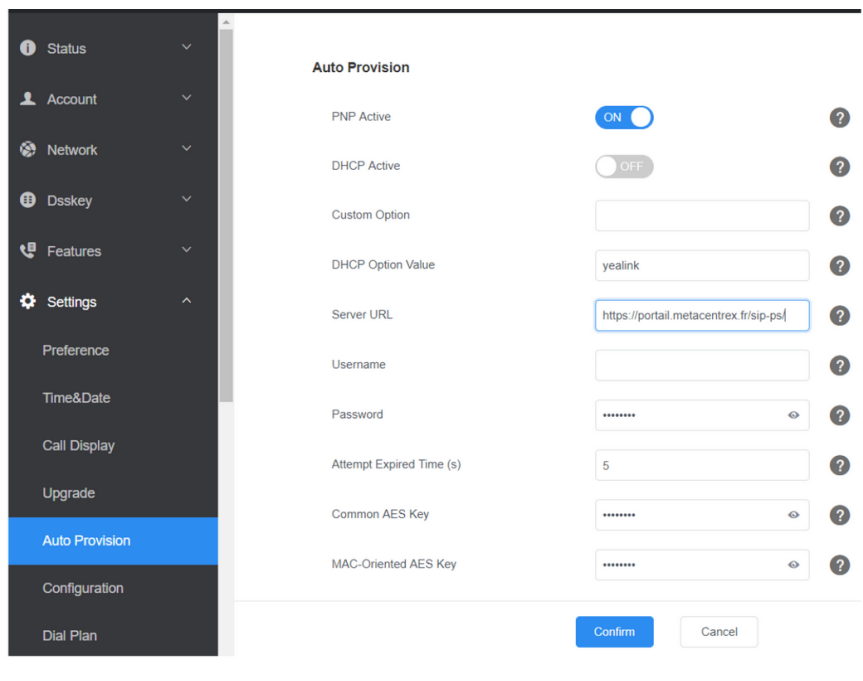 Status
Account
Network
Dsskey
Features
Settings
Preference
Time&Date
Call Display
Upgrade
Auto Provision
Configuration
Dial Plan
Auto Provision
PNP Active ON ?
DHCP Active OFF ?
Custom Option ?
DHCP Option Value yealink ?
Server URL https://portail.metacentrex.fr/sip-ps/ ?
Username ?
Password •••••••• ?
Attempt Expired Time (s) 5 ?
Common AES Key •••••••• ?
MAC-Oriented AES Key •••••••• ?
Confirm Cancel